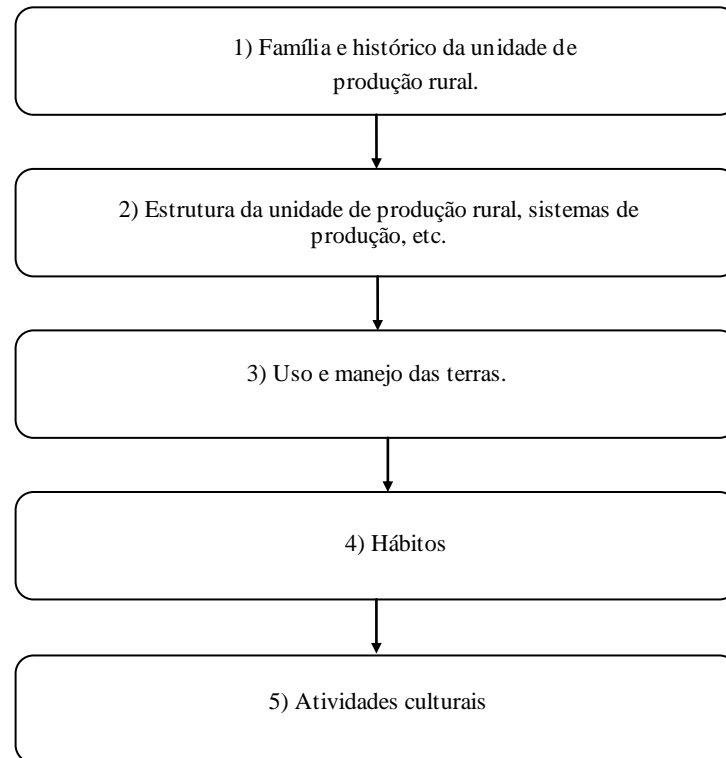 1) Família e histórico da unidade de
produção rural.
2) Estrutura da unidade de produção rural, sistemas de
produção, etc.
3) Uso e manejo das terras.
4) Hábitos
5) Atividades culturais